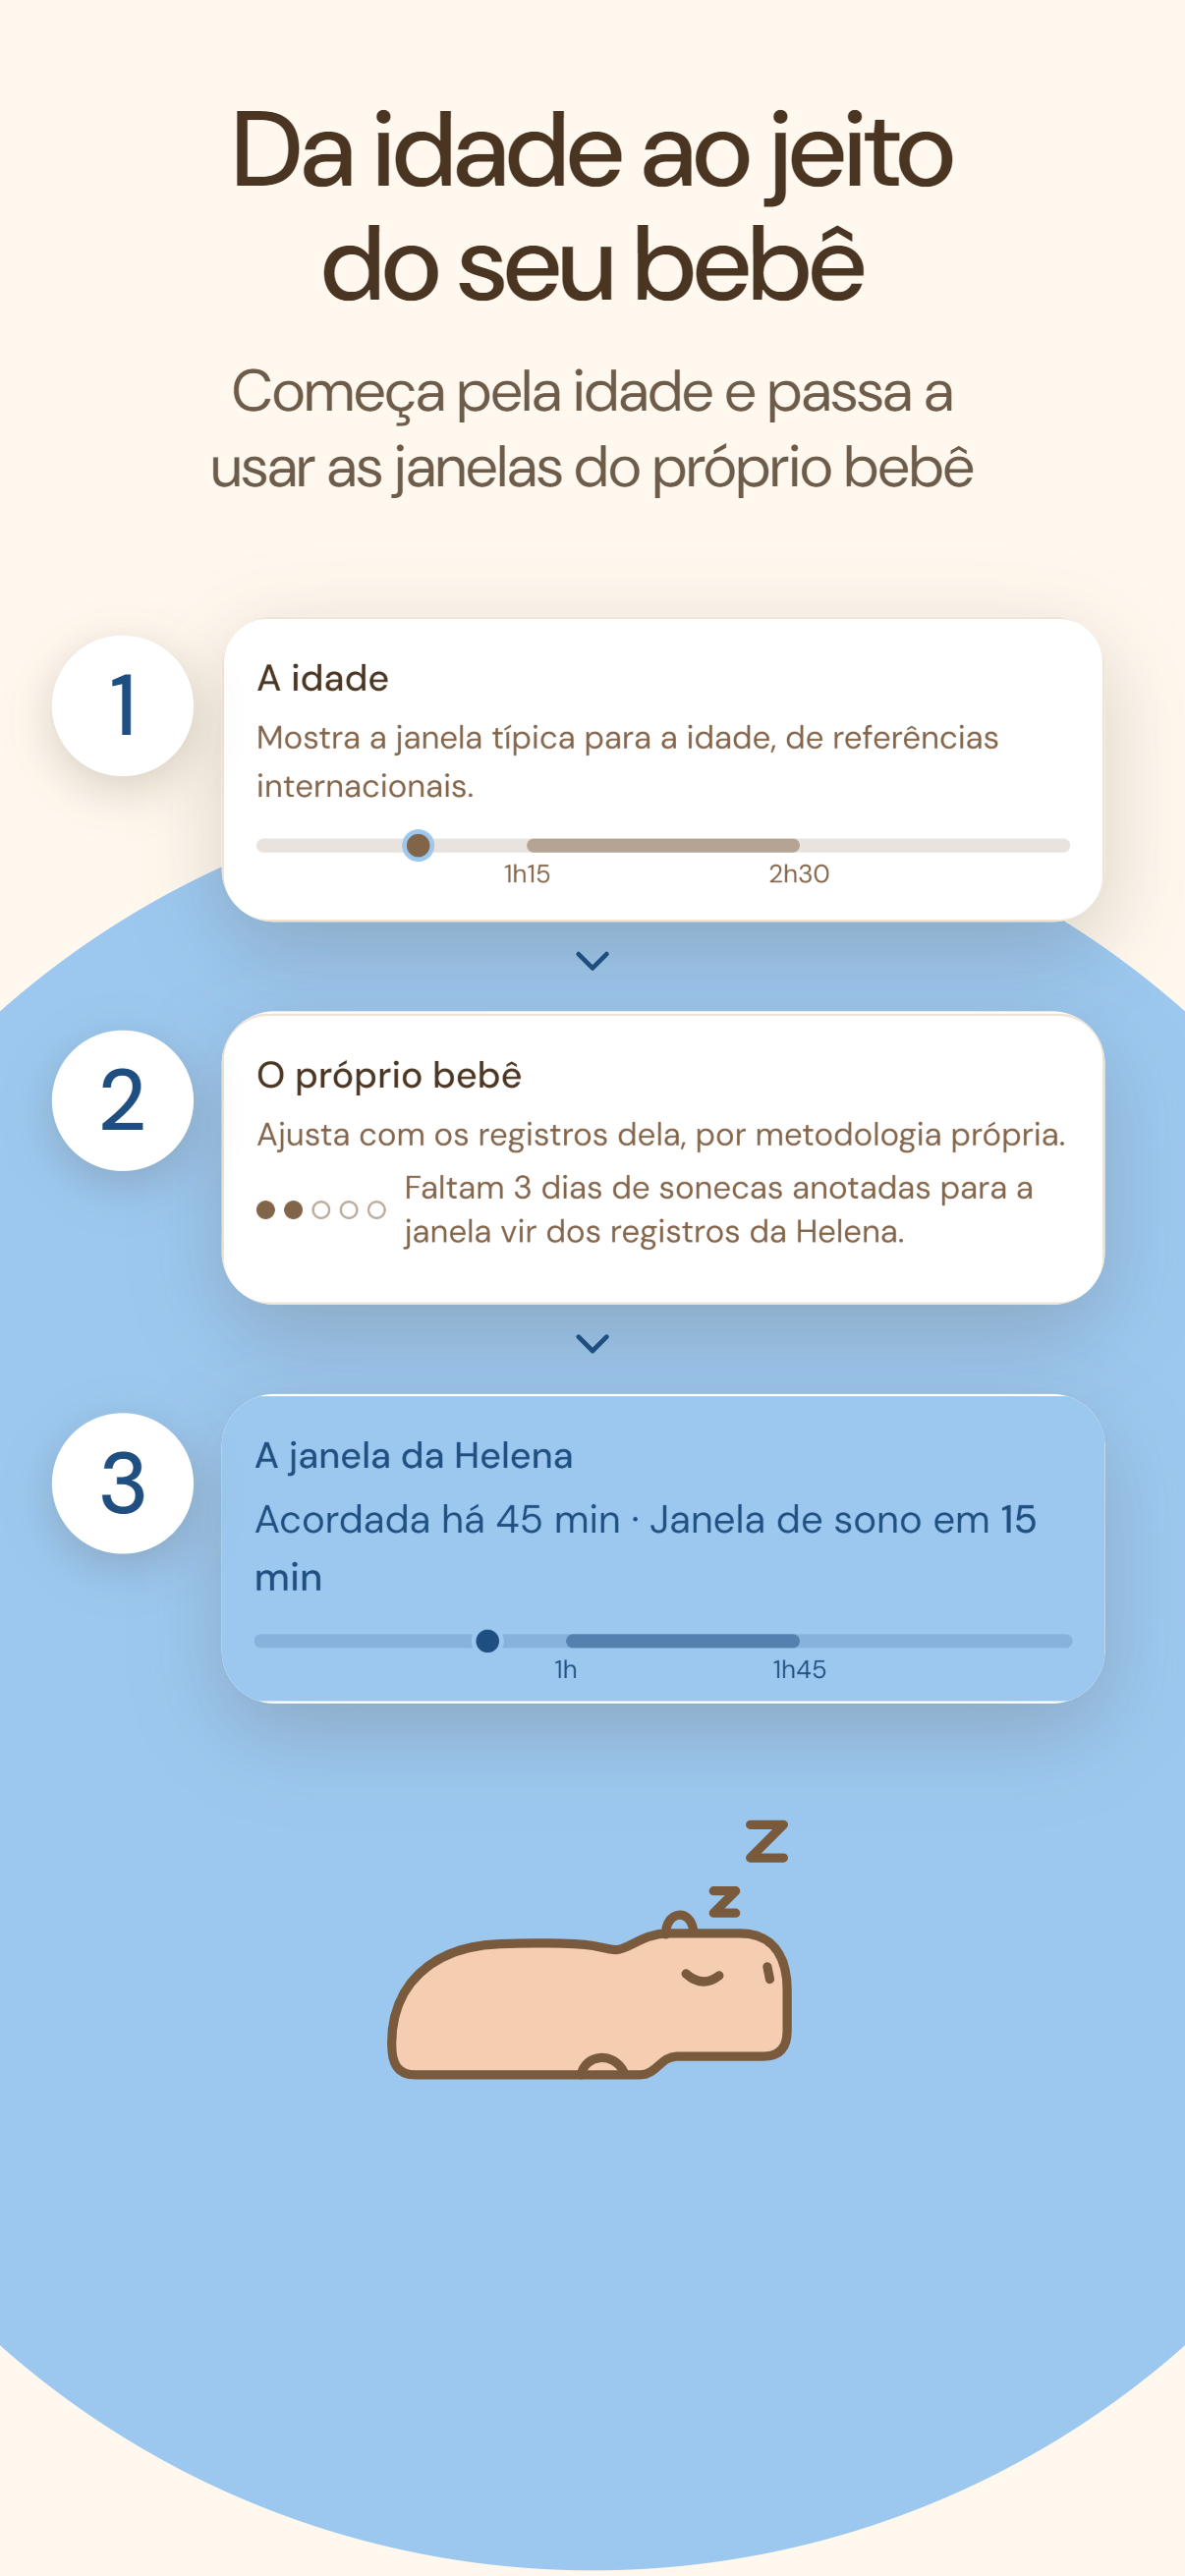 Da idade ao jeito
do seu bebê
Começa pela idade e passa a
usar as janelas do próprio bebê
1
A idade
Mostra a janela típica para a idade, de referências
internacionais.
1h15
2h30
2
O próprio bebê
Ajusta com os registros dela, por metodologia própria.
Faltam 3 dias de sonecas anotadas para a
janela vir dos registros da Helena.
3
A janela da Helena
Acordada há 45 min · Janela de sono em 15
min
1h
1h45
Z
z